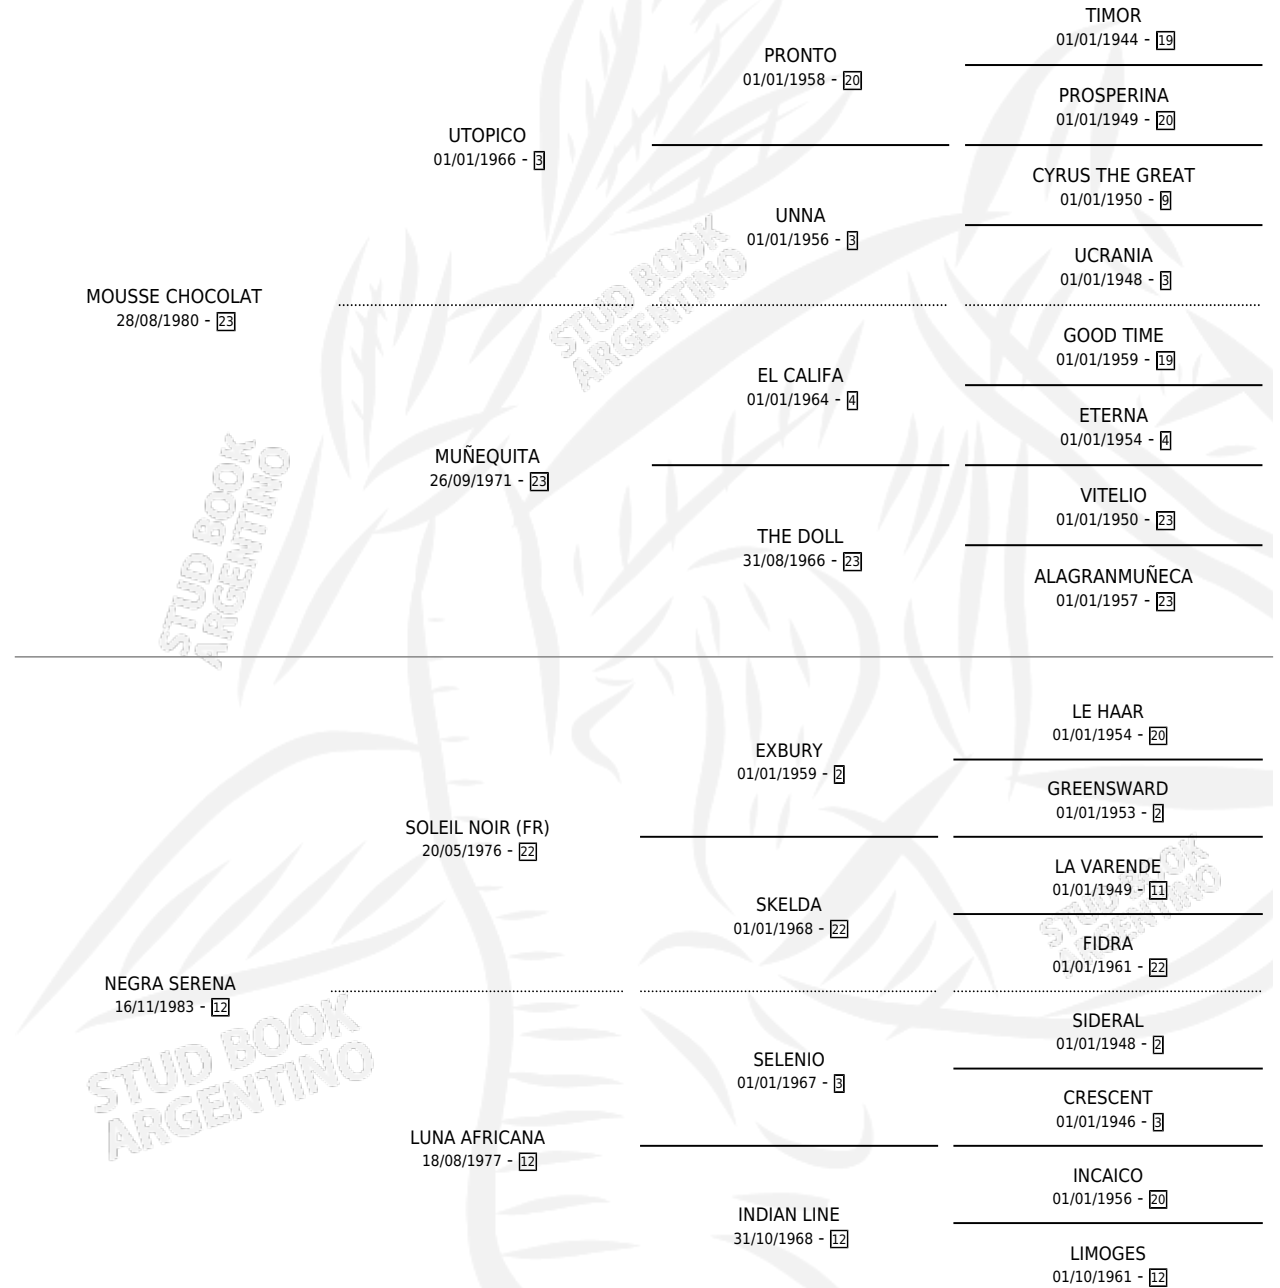 TIMOR
01/01/1944 - 19
PRONTO
01/01/1958 - 20
PROSPERINA
01/01/1949 - 20
UTOPICO
01/01/1966 - 3
CYRUS THE GREAT
01/01/1950 - 9
UNNA
01/01/1956 - 3
UCRANIA
01/01/1948 - 3
MOUSSE CHOCOLAT
28/08/1980 - 23
GOOD TIME
01/01/1959 - 19
EL CALIFA
01/01/1964 - 4
ETERNA
01/01/1954 - 4
MUÑEQUITA
26/09/1971 - 23
VITELIO
01/01/1950 - 23
THE DOLL
31/08/1966 - 23
ALAGRANMUÑECA
01/01/1957 - 23
STUD BOOK
ARGENTINO
STUD BOOK
ARGENTINO
LE HAAR
01/01/1954 - 20
EXBURY
01/01/1959 - 2
GREENSWARD
01/01/1953 - 2
SOLEIL NOIR (FR)
20/05/1976 - 22
LA VARENDE
01/01/1949 - 11
SKELDA
01/01/1968 - 22
FIDRA
01/01/1961 - 22
NEGRA SERENA
16/11/1983 - 12
SIDERAL
01/01/1948 - 2
SELENIO
01/01/1967 - 3
CRESCENT
01/01/1946 - 3
LUNA AFRICANA
18/08/1977 - 12
INCAICO
01/01/1956 - 20
INDIAN LINE
31/10/1968 - 12
LIMOGES
01/10/1961 - 12
STUD BOOK
ARGENTINO
STUD BOOK
ARGENTINO